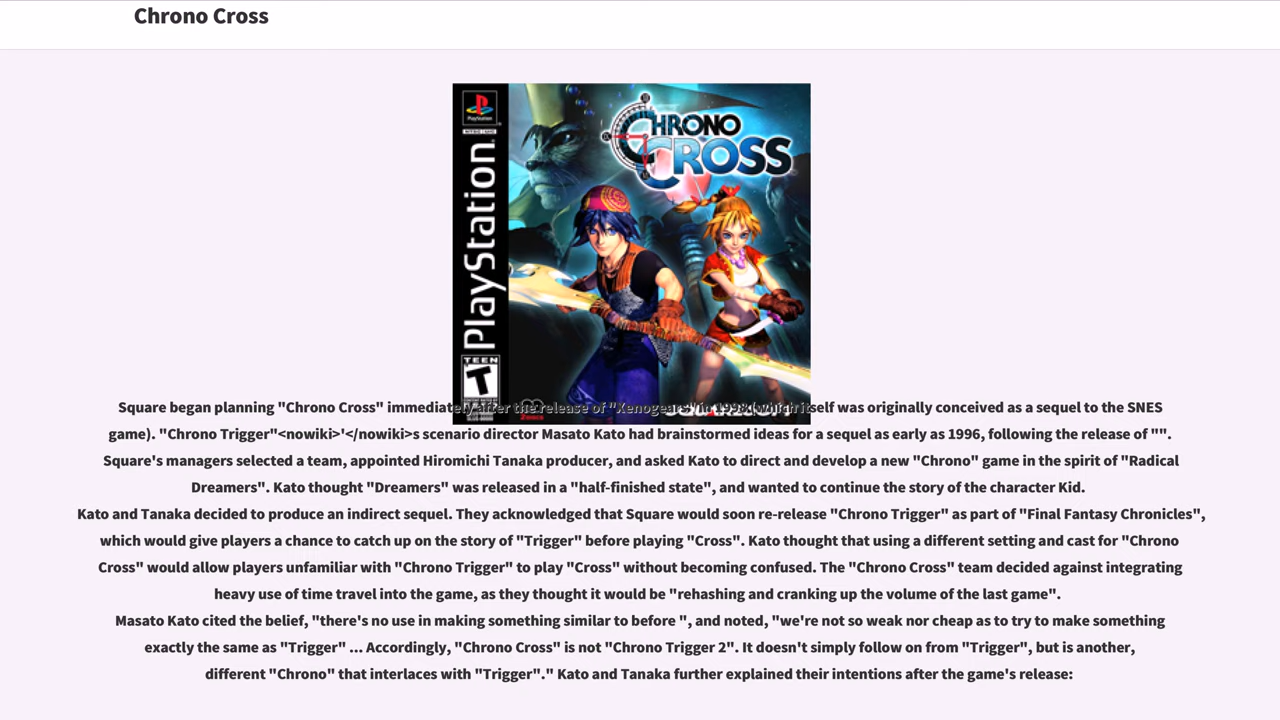 Chrono Cross
PlayStation
NTSC U/C
PlayStation
CHRONO
CROSS
TEEN
T
Square began planning "Chrono Cross" immediately after the release of "Xenogears" in 1998 (which itself was originally conceived as a sequel to the SNES
game). "Chrono Trigger"<nowiki>'</nowiki>s scenario director Masato Kato had brainstormed ideas for a sequel as early as 1996, following the release of "".
Square's managers selected a team, appointed Hiromichi Tanaka producer, and asked Kato to direct and develop a new "Chrono" game in the spirit of "Radical
Dreamers". Kato thought "Dreamers" was released in a "half-finished state", and wanted to continue the story of the character Kid.
Kato and Tanaka decided to produce an indirect sequel. They acknowledged that Square would soon re-release "Chrono Trigger" as part of "Final Fantasy Chronicles",
which would give players a chance to catch up on the story of "Trigger" before playing "Cross". Kato thought that using a different setting and cast for "Chrono
Cross" would allow players unfamiliar with "Chrono Trigger" to play "Cross" without becoming confused. The "Chrono Cross" team decided against integrating
heavy use of time travel into the game, as they thought it would be "rehashing and cranking up the volume of the last game".
Masato Kato cited the belief, "there's no use in making something similar to before ", and noted, "we're not so weak nor cheap as to try to make something
exactly the same as "Trigger" ... Accordingly, "Chrono Cross" is not "Chrono Trigger 2". It doesn't simply follow on from "Trigger", but is another,
different "Chrono" that interlaces with "Trigger"." Kato and Tanaka further explained their intentions after the game's release: